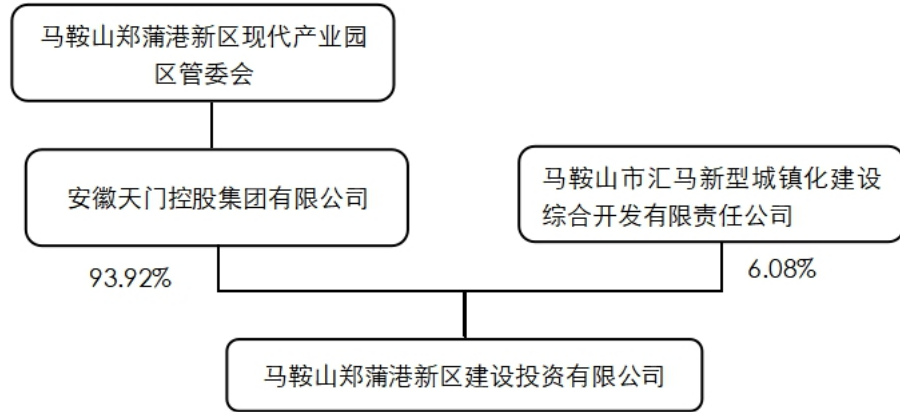 马鞍山郑蒲港新区现代产业园
区管委会
安徽天门控股集团有限公司
马鞍山市汇马新型城镇化建设
综合开发有限责任公司
93.92%
6.08%
马鞍山郑蒲港新区建设投资有限公司